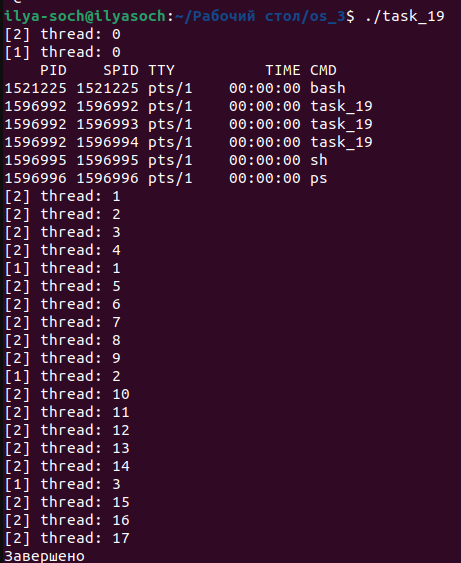 ilya-soch@ilyasoch:~/Рабочий стол/os_3$ ./task_19
[2] thread: 0
[1] thread: 0
    PID    SPID TTY          TIME CMD
1521225 1521225 pts/1    00:00:00 bash
1596992 1596992 pts/1    00:00:00 task_19
1596992 1596993 pts/1    00:00:00 task_19
1596992 1596994 pts/1    00:00:00 task_19
1596995 1596995 pts/1    00:00:00 sh
1596996 1596996 pts/1    00:00:00 ps
[2] thread: 1
[2] thread: 2
[2] thread: 3
[2] thread: 4
[1] thread: 1
[2] thread: 5
[2] thread: 6
[2] thread: 7
[2] thread: 8
[2] thread: 9
[1] thread: 2
[2] thread: 10
[2] thread: 11
[2] thread: 12
[2] thread: 13
[2] thread: 14
[1] thread: 3
[2] thread: 15
[2] thread: 16
[2] thread: 17
Завершено